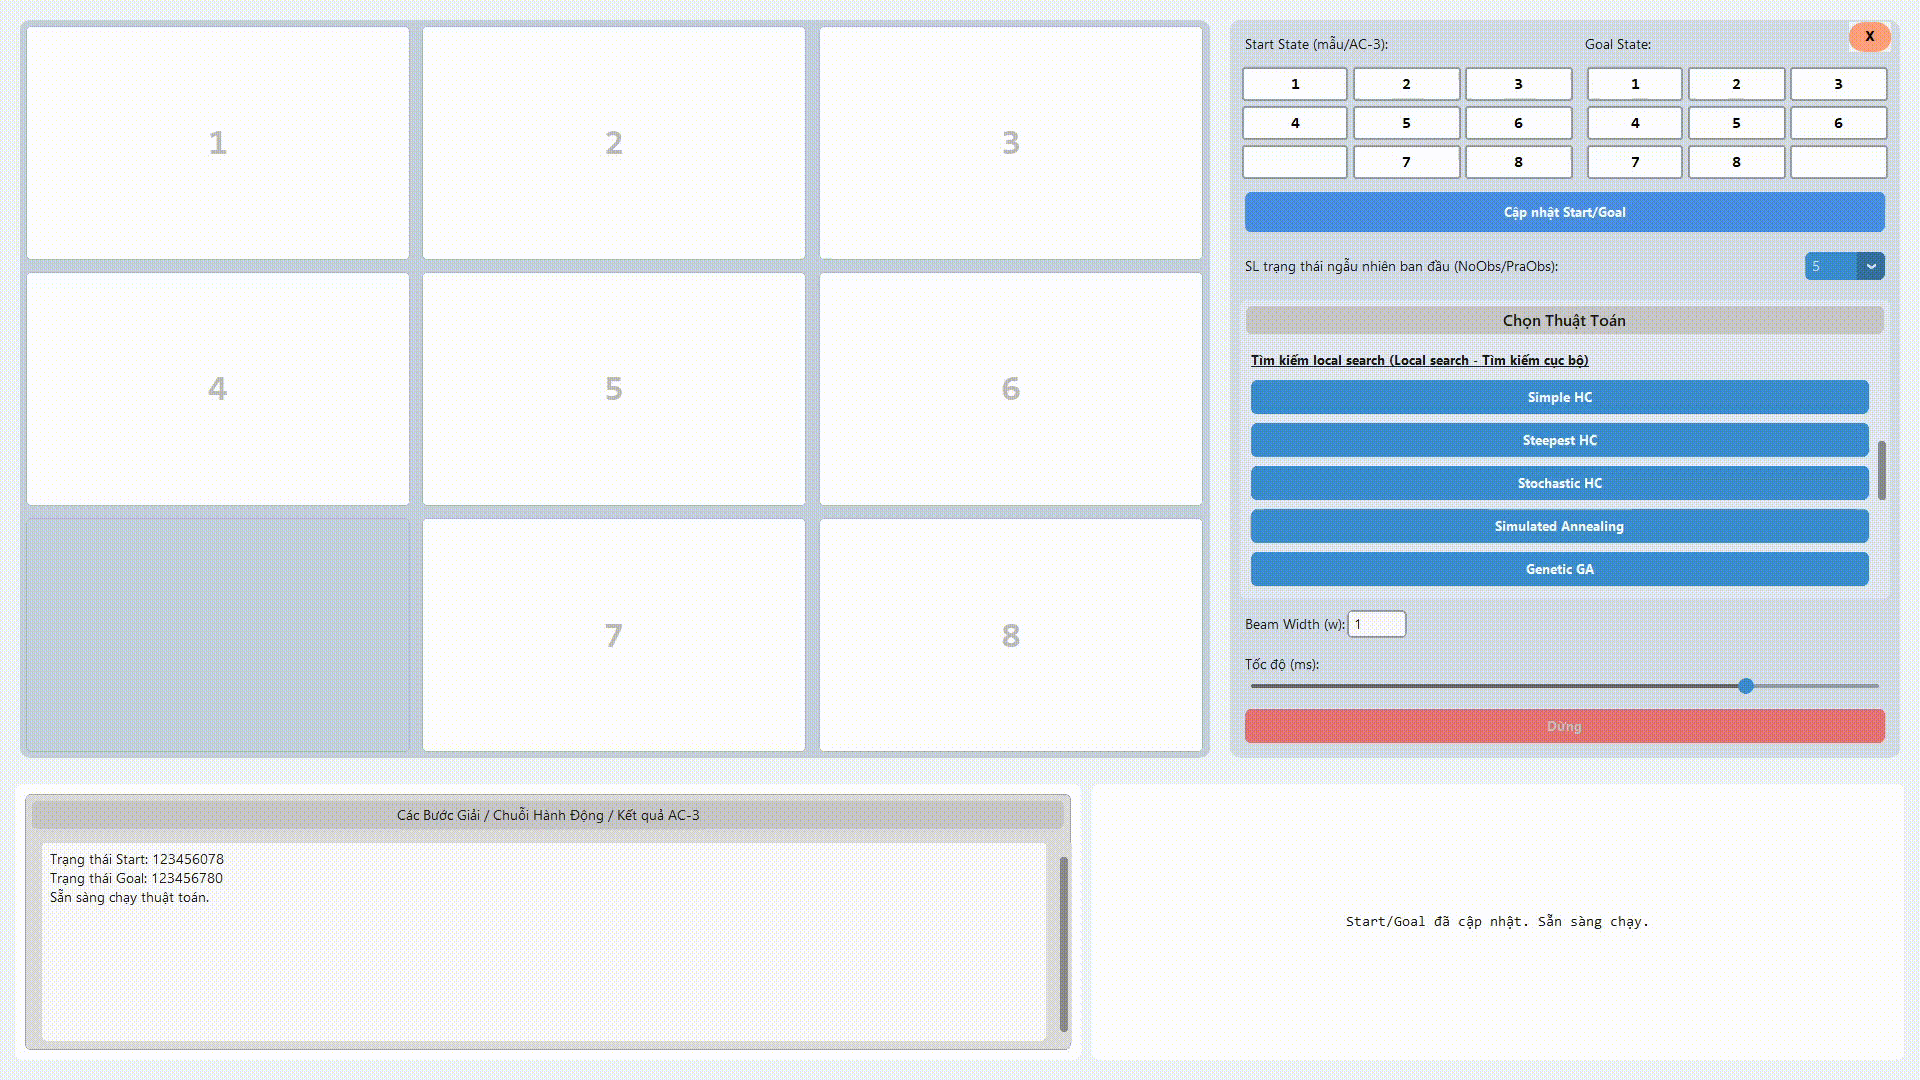 1 2 3
4 5 6
7 8
Start State (mẫu/AC-3):
1 2 3
4 5 6
7 8
Goal State:
1 2 3
4 5 6
7 8
X
Cập nhật Start/Goal
SL trạng thái ngẫu nhiên ban đầu (NoObs/PraObs):
5
Chọn Thuật Toán
Tìm kiếm local search (Local search - Tìm kiếm cục bộ)
Simple HC
Steepest HC
Stochastic HC
Simulated Annealing
Genetic GA
Beam Width (w): 1
Tốc độ (ms):
Dừng
Các Bước Giải / Chuỗi Hành Động / Kết quả AC-3
Trạng thái Start: 123456078
Trạng thái Goal: 123456780
Sẵn sàng chạy thuật toán.
Start/Goal đã cập nhật. Sẵn sàng chạy.